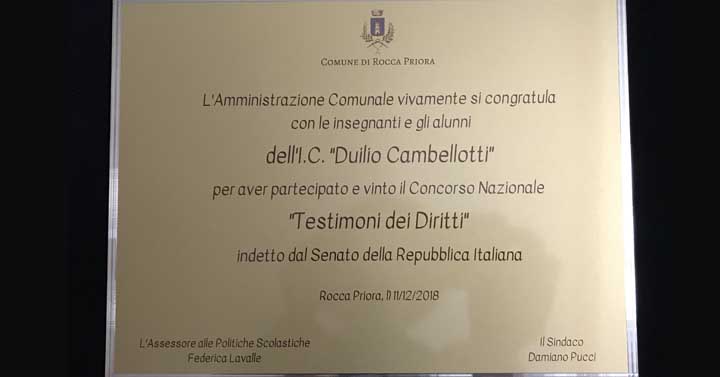 COMUNE DI ROCCA PRIORA
L'Amministrazione Comunale vivamente si congratula
con le insegnanti e gli alunni
dell'I.C. "Duilio Cambellotti"
per aver partecipato e vinto il Concorso Nazionale
"Testimoni dei Diritti"
indetto dal Senato della Repubblica Italiana
Rocca Priora, lì 11/12/2018
L'Assessore alle Politiche Scolastiche
Federica Lavalle
Il Sindaco
Damiano Pucci